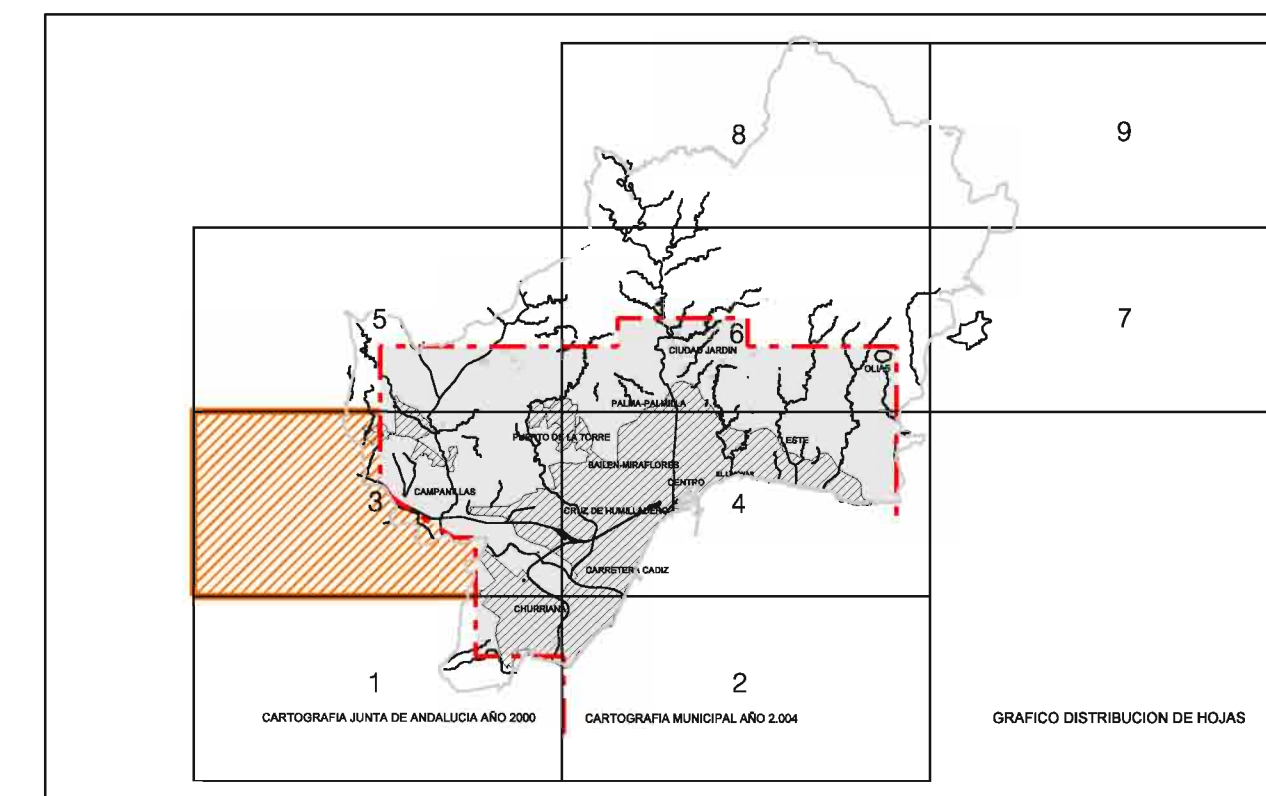 8
9
5
6
7
CIUDAD JARDIN
OLIAS
PALMA-PALMILLA
PUERTO DE LA TORRE
ESTE
BAILEN-MIRAFLORES
CENTRO
CAMPANILLAS
3
CRUZ DE HUMILLADERO
4
CHURRIANA
1
2
CARTOGRAFIA JUNTA DE ANDALUCIA AÑO 2000
CARTOGRAFIA MUNICIPAL AÑO 2.004
GRAFICO DISTRIBUCION DE HOJAS